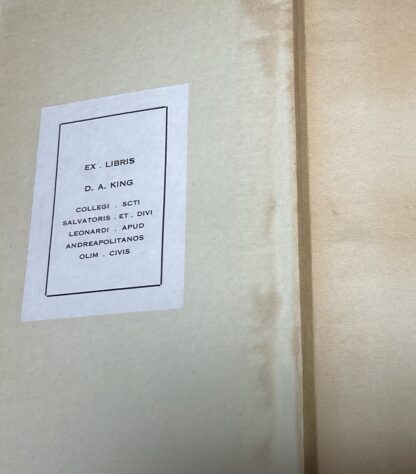 EX . LIBRIS
D. A. KING
COLLEGI . SCTI
SALVATORIS . ET . DIVI
LEONARDI . APUD
ANDREAPOLITANOS
OLIM . CIVIS